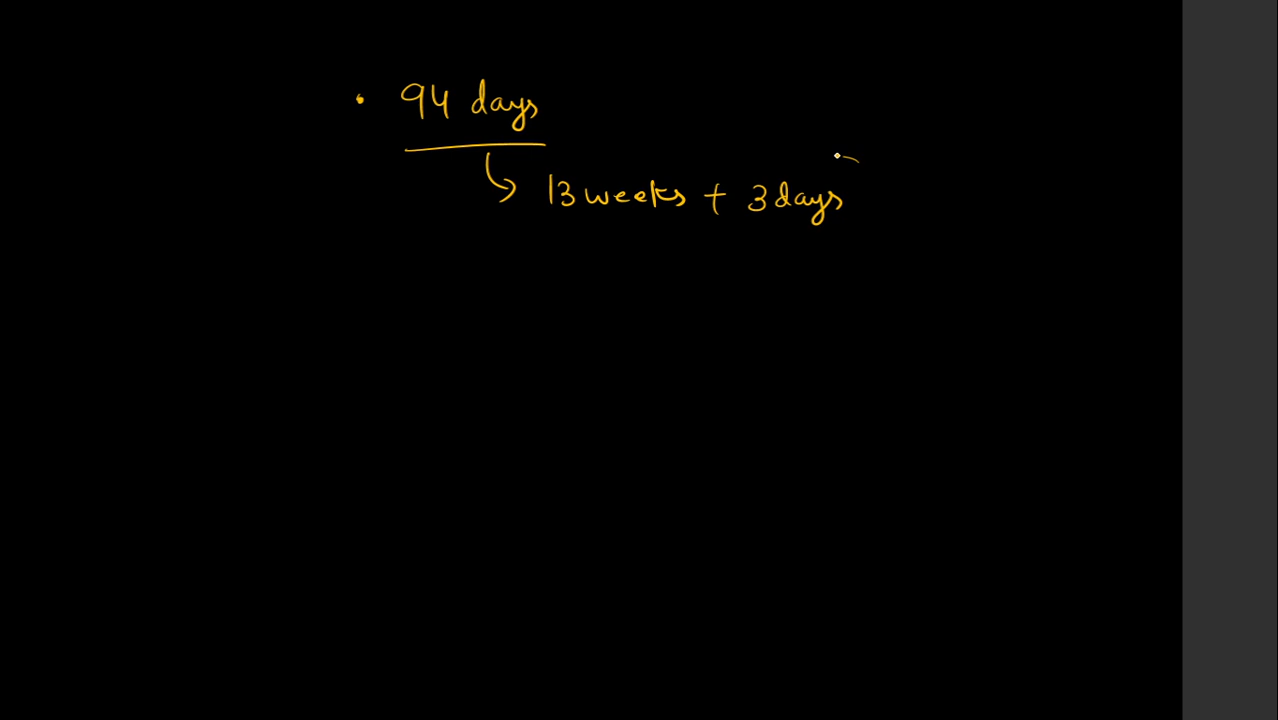 • 94 days
↳ 13 weeks + 3 days